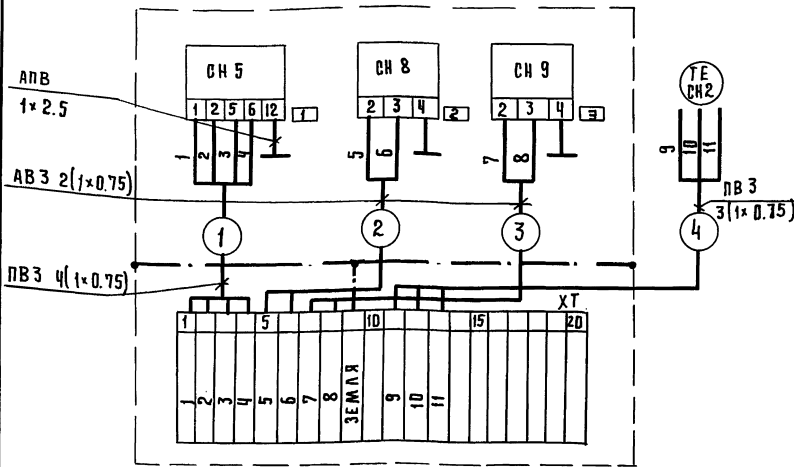 СН 5
СН 8
СН 9
ТЕ
СН2
АПВ
1×2.5
1 2 5 6 12
1
2 3 4
2
2 3 4
3
1 2 3 4
5 6
7 8
9 10 11
АВ3 2(1×0.75)
ПВ3
3(1×0.75)
1
2
3
4
ПВ3 4(1×0.75)
ХТ
1 5 10 15 20
1 2 3 4 5 6 7 8 ЗЕМЛЯ 9 10 11